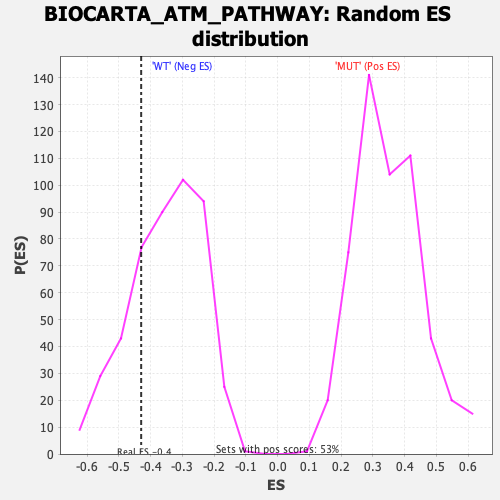 BIOCARTA_ATM_PATHWAY: Random ES
distribution
'WT' (Neg ES) 'MUT' (Pos ES)
140
130
120
110
100
90
80
70
60
50
40
30
20
10
0
P(ES)
Real ES -0.4 Sets with pos scores: 53%
-0.6 -0.5 -0.4 -0.3 -0.2 -0.1 0.0 0.1 0.2 0.3 0.4 0.5 0.6
ES